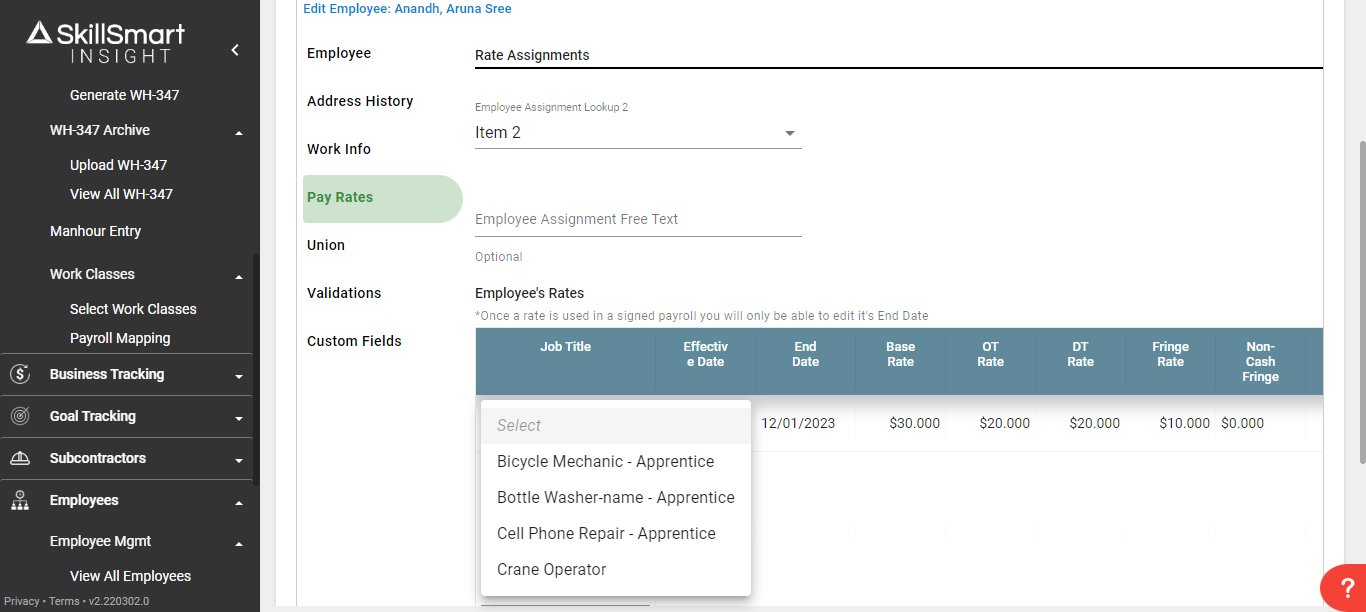 SkillSmart
INSIGHT
Generate WH-347
WH-347 Archive
Upload WH-347
View All WH-347
Manhour Entry
Work Classes
Select Work Classes
Payroll Mapping
Business Tracking
Goal Tracking
Subcontractors
Employees
Employee Mgmt
View All Employees
Privacy • Terms • v2.220302.0
Edit Employee: Anandh, Aruna Sree
Employee
Address History
Work Info
Pay Rates
Union
Validations
Custom Fields
Rate Assignments
Employee Assignment Lookup 2
Item 2
Employee Assignment Free Text
Optional
Employee's Rates
*Once a rate is used in a signed payroll you will only be able to edit it's End Date
Job Title
Effectiv
e Date
End
Date
Base
Rate
OT
Rate
DT
Rate
Fringe
Rate
Non-
Cash
Fringe
12/01/2023 $30.000 $20.000 $20.000 $10.000 $0.000
Select
Bicycle Mechanic - Apprentice
Bottle Washer-name - Apprentice
Cell Phone Repair - Apprentice
Crane Operator
?